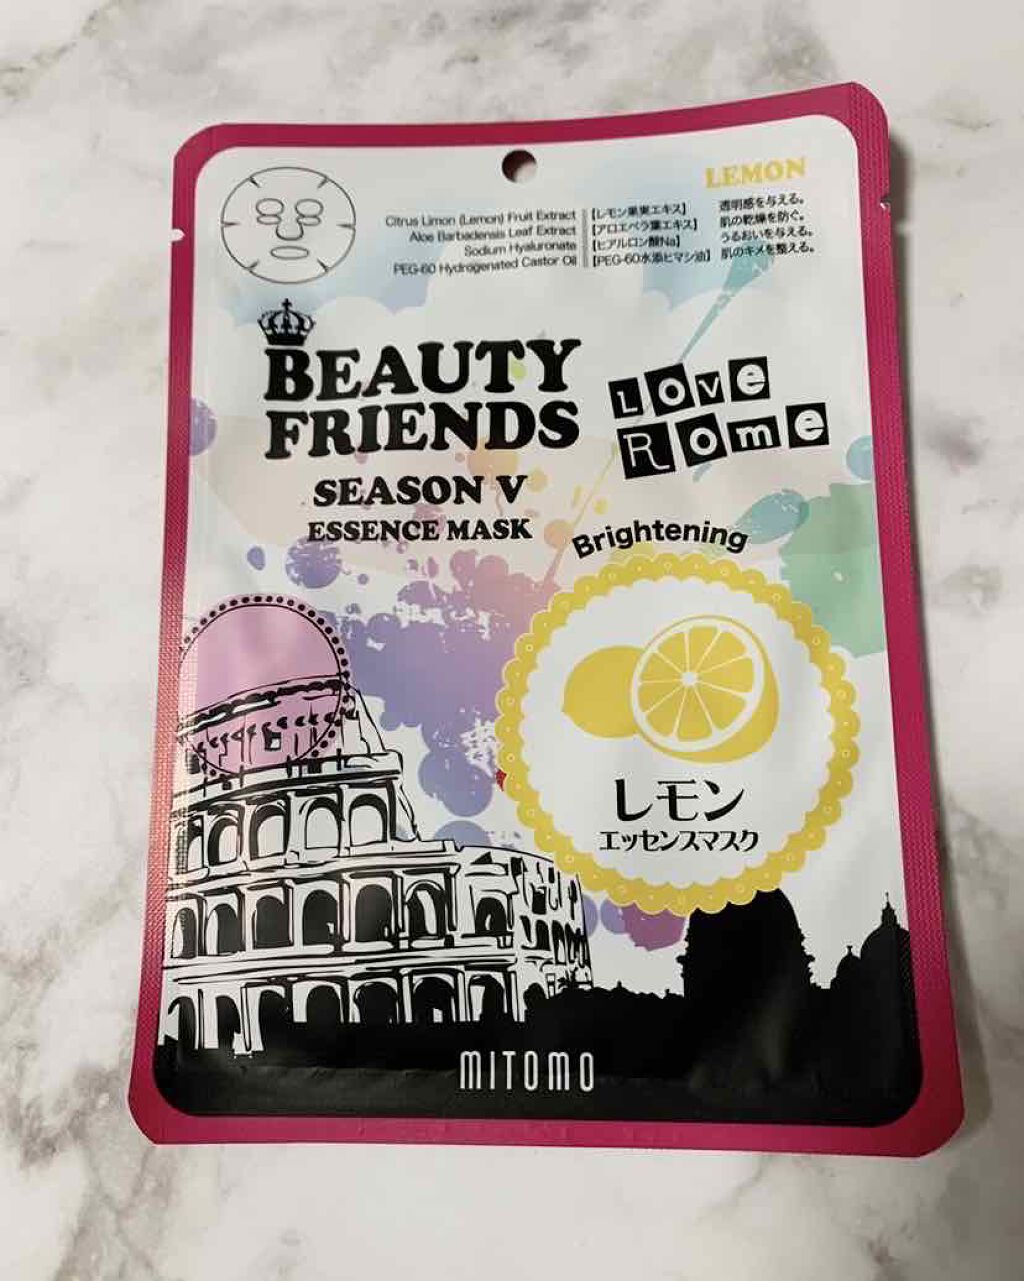 LEMON
Citrus Limon (Lemon) Fruit Extract 【レモン果実エキス】 透明感を与える。
Aloe Barbadensis Leaf Extract 【アロエベラ葉エキス】 肌の乾燥を防ぐ。
Sodium Hyaluronate 【ヒアルロン酸Na】 うるおいを与える。
PEG-60 Hydrogenated Castor Oil 【PEG-60水添ヒマシ油】 肌のキメを整える。
BEAUTY
FRIENDS
LOve
Rome
SEASON V
ESSENCE MASK
Brightening
レモン
エッセンスマスク
MITOMO